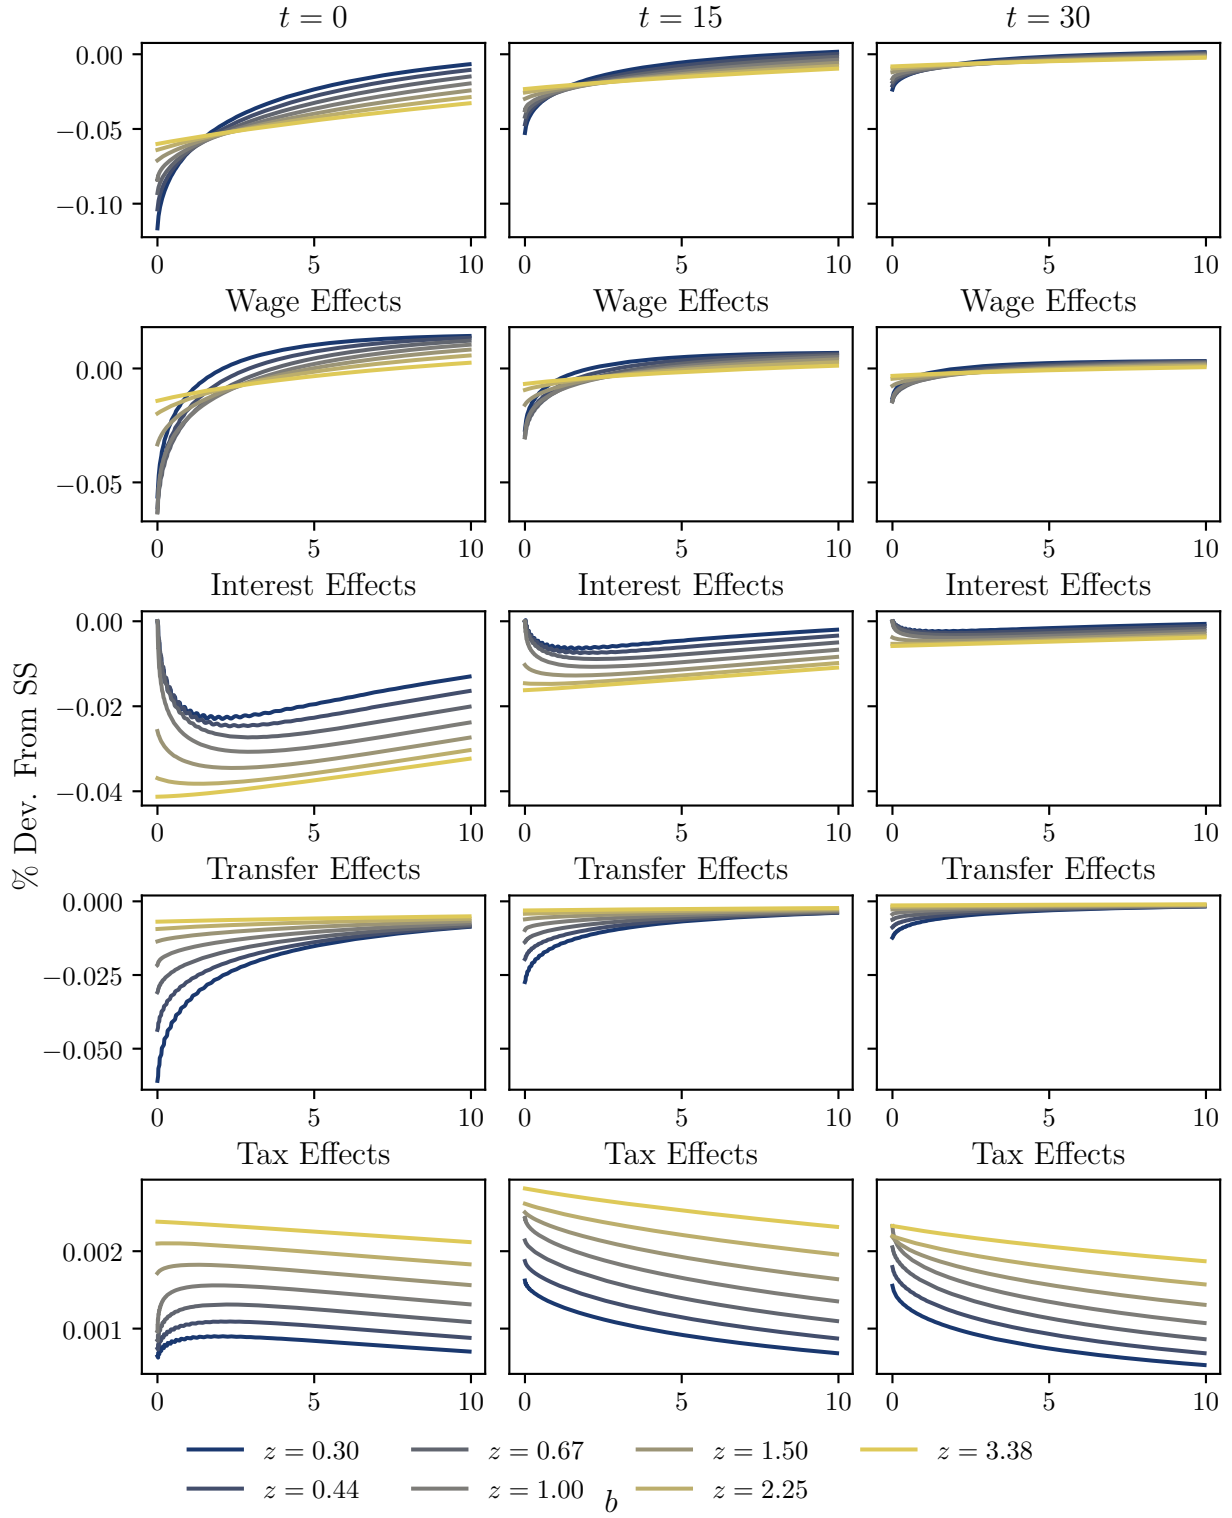 t = 0 t = 15 t = 30
0.00
−0.05
−0.10
0 5 10 0 5 10 0 5 10
Wage Effects Wage Effects Wage Effects
0.00
−0.05
0 5 10 0 5 10 0 5 10
Interest Effects Interest Effects Interest Effects
0.00
−0.02
−0.04
0 5 10 0 5 10 0 5 10
% Dev. From SS
Transfer Effects Transfer Effects Transfer Effects
0.000
−0.025
−0.050
0 5 10 0 5 10 0 5 10
Tax Effects Tax Effects Tax Effects
0.002
0.001
0 5 10 0 5 10 0 5 10
z = 0.30 z = 0.67 z = 1.50 z = 3.38
z = 0.44 z = 1.00 z = 2.25
b